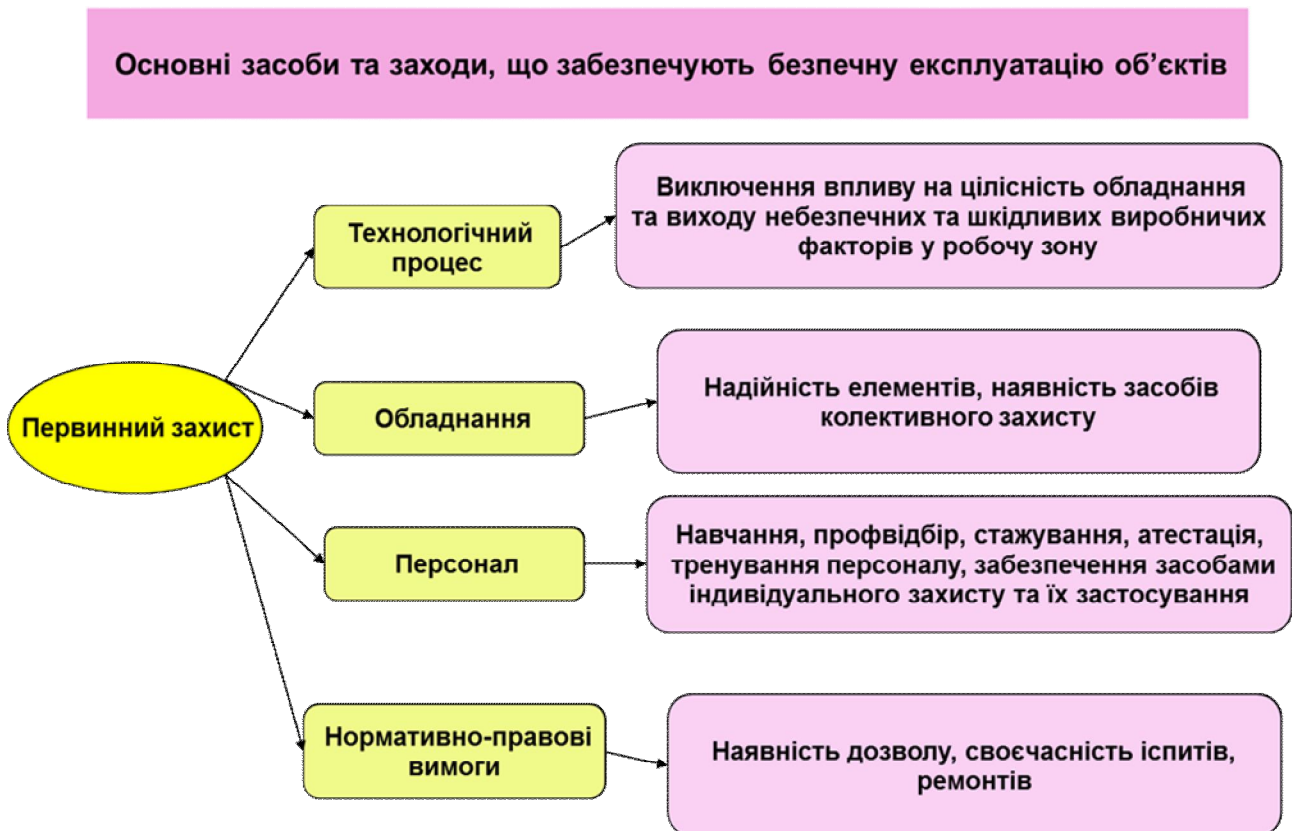 Основні засоби та заходи, що забезпечують безпечну експлуатацію об’єктів
Технологічний
процес
Виключення впливу на цілісність обладнання
та виходу небезпечних та шкідливих виробничих
факторів у робочу зону
Первинний захист
Обладнання
Надійність елементів, наявність засобів
колективного захисту
Персонал
Навчання, профвідбір, стажування, атестація,
тренування персоналу, забезпечення засобами
індивідуального захисту та їх застосування
Нормативно-правові
вимоги
Наявність дозволу, своєчасність іспитів,
ремонтів